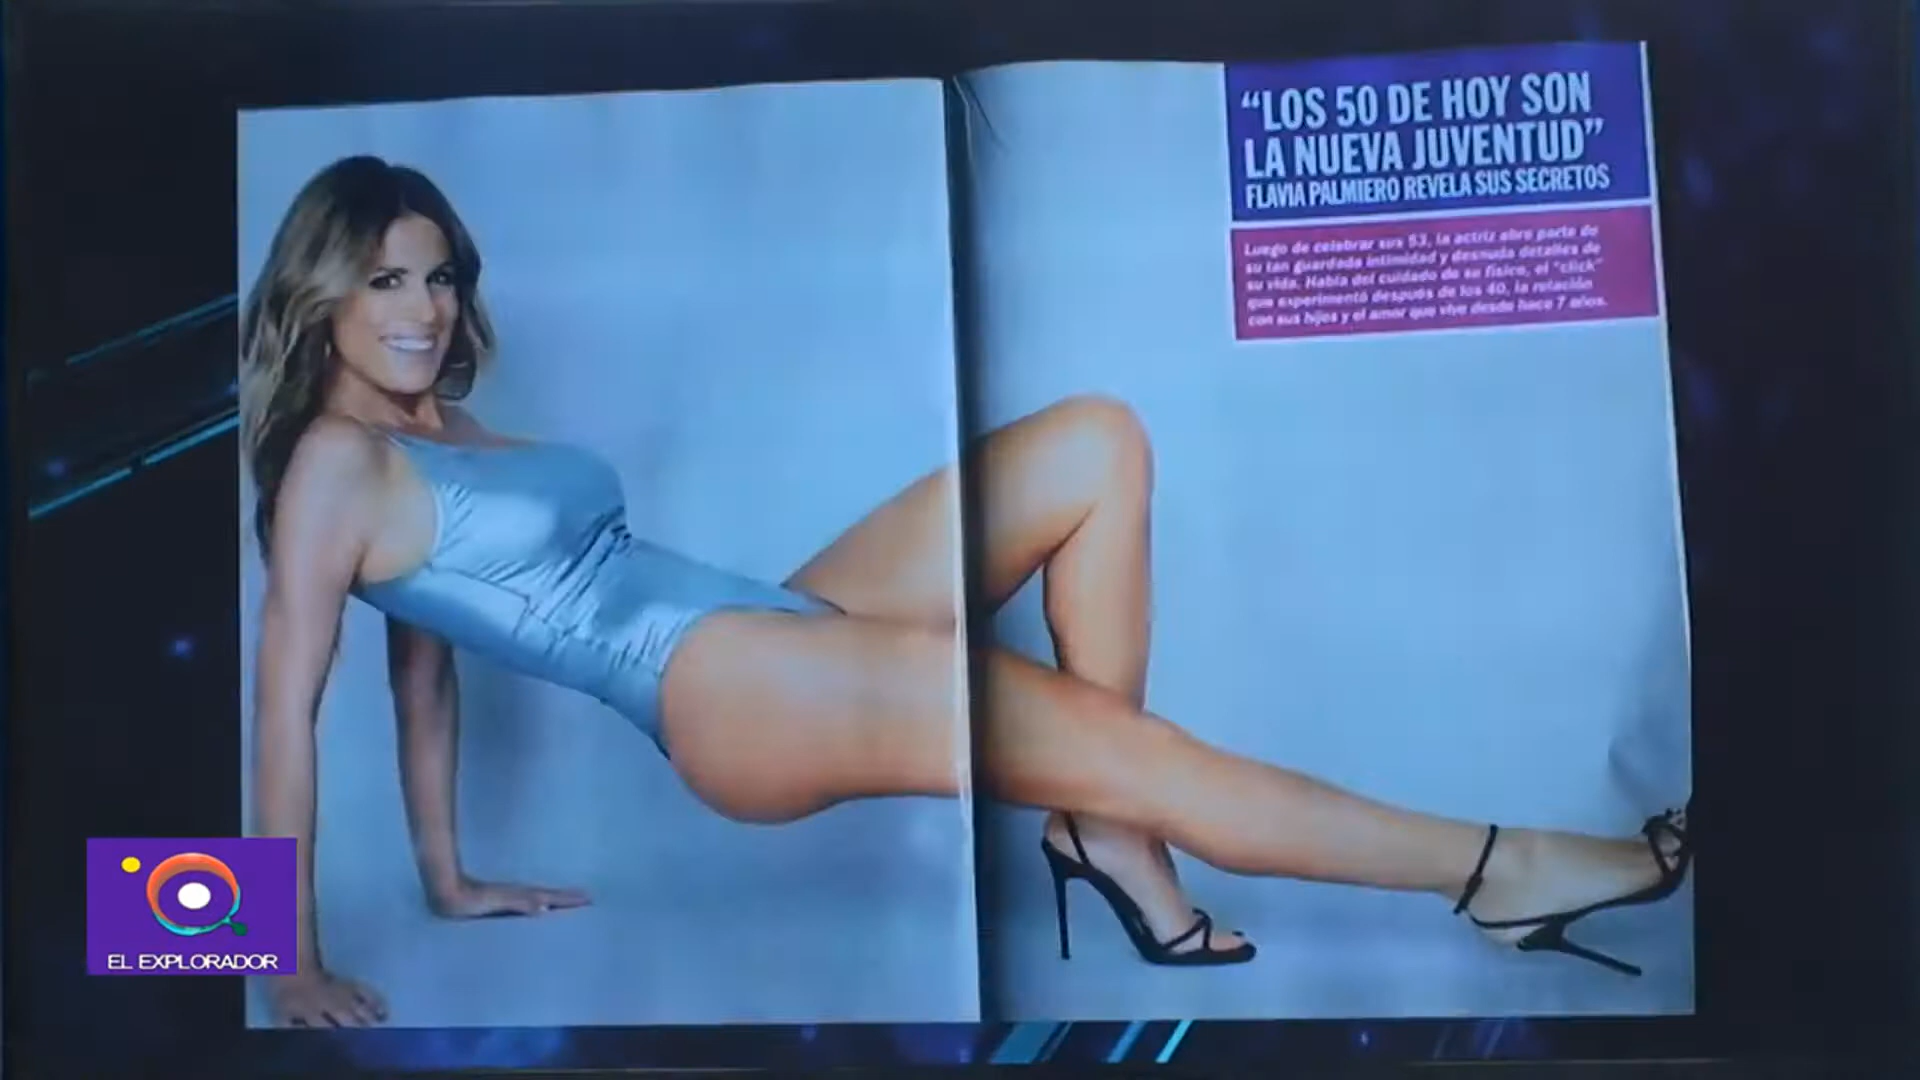 “LOS 50 DE HOY SON
LA NUEVA JUVENTUD”
FLAVIA PALMIERO REVELA SUS SECRETOS
Luego de celebrar sus 53, la actriz abre parte de
su tan guardada intimidad y desnuda detalles de
su vida. Habla del cuidado de su físico, el "click"
que experimentó después de los 40, la relación
con sus hijos y el amor que vive desde hace 7 años.
EL EXPLORADOR